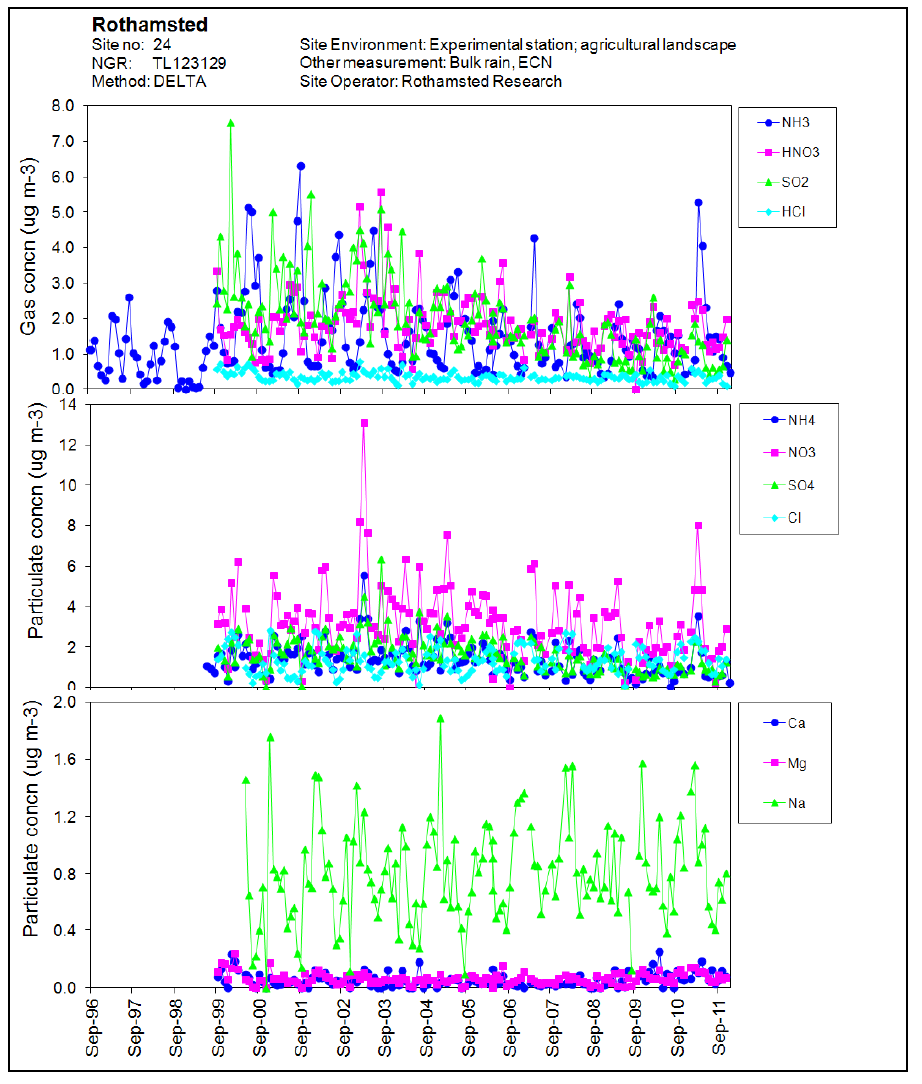 Rothamsted
Site no: 24 Site Environment: Experimental station; agricultural landscape
NGR: TL123129 Other measurement: Bulk rain, ECN
Method: DELTA Site Operator: Rothamsted Research
Gas concn (ug m-3)
8.0
7.0
6.0
5.0
4.0
3.0
2.0
1.0
0.0
NH3
HNO3
SO2
HCl
Particulate concn (ug m-3)
14
12
10
8
6
4
2
0
NH4
NO3
SO4
Cl
Particulate concn (ug m-3)
2.0
1.6
1.2
0.8
0.4
0.0
Ca
Mg
Na
Sep-96
Sep-97
Sep-98
Sep-99
Sep-00
Sep-01
Sep-02
Sep-03
Sep-04
Sep-05
Sep-06
Sep-07
Sep-08
Sep-09
Sep-10
Sep-11